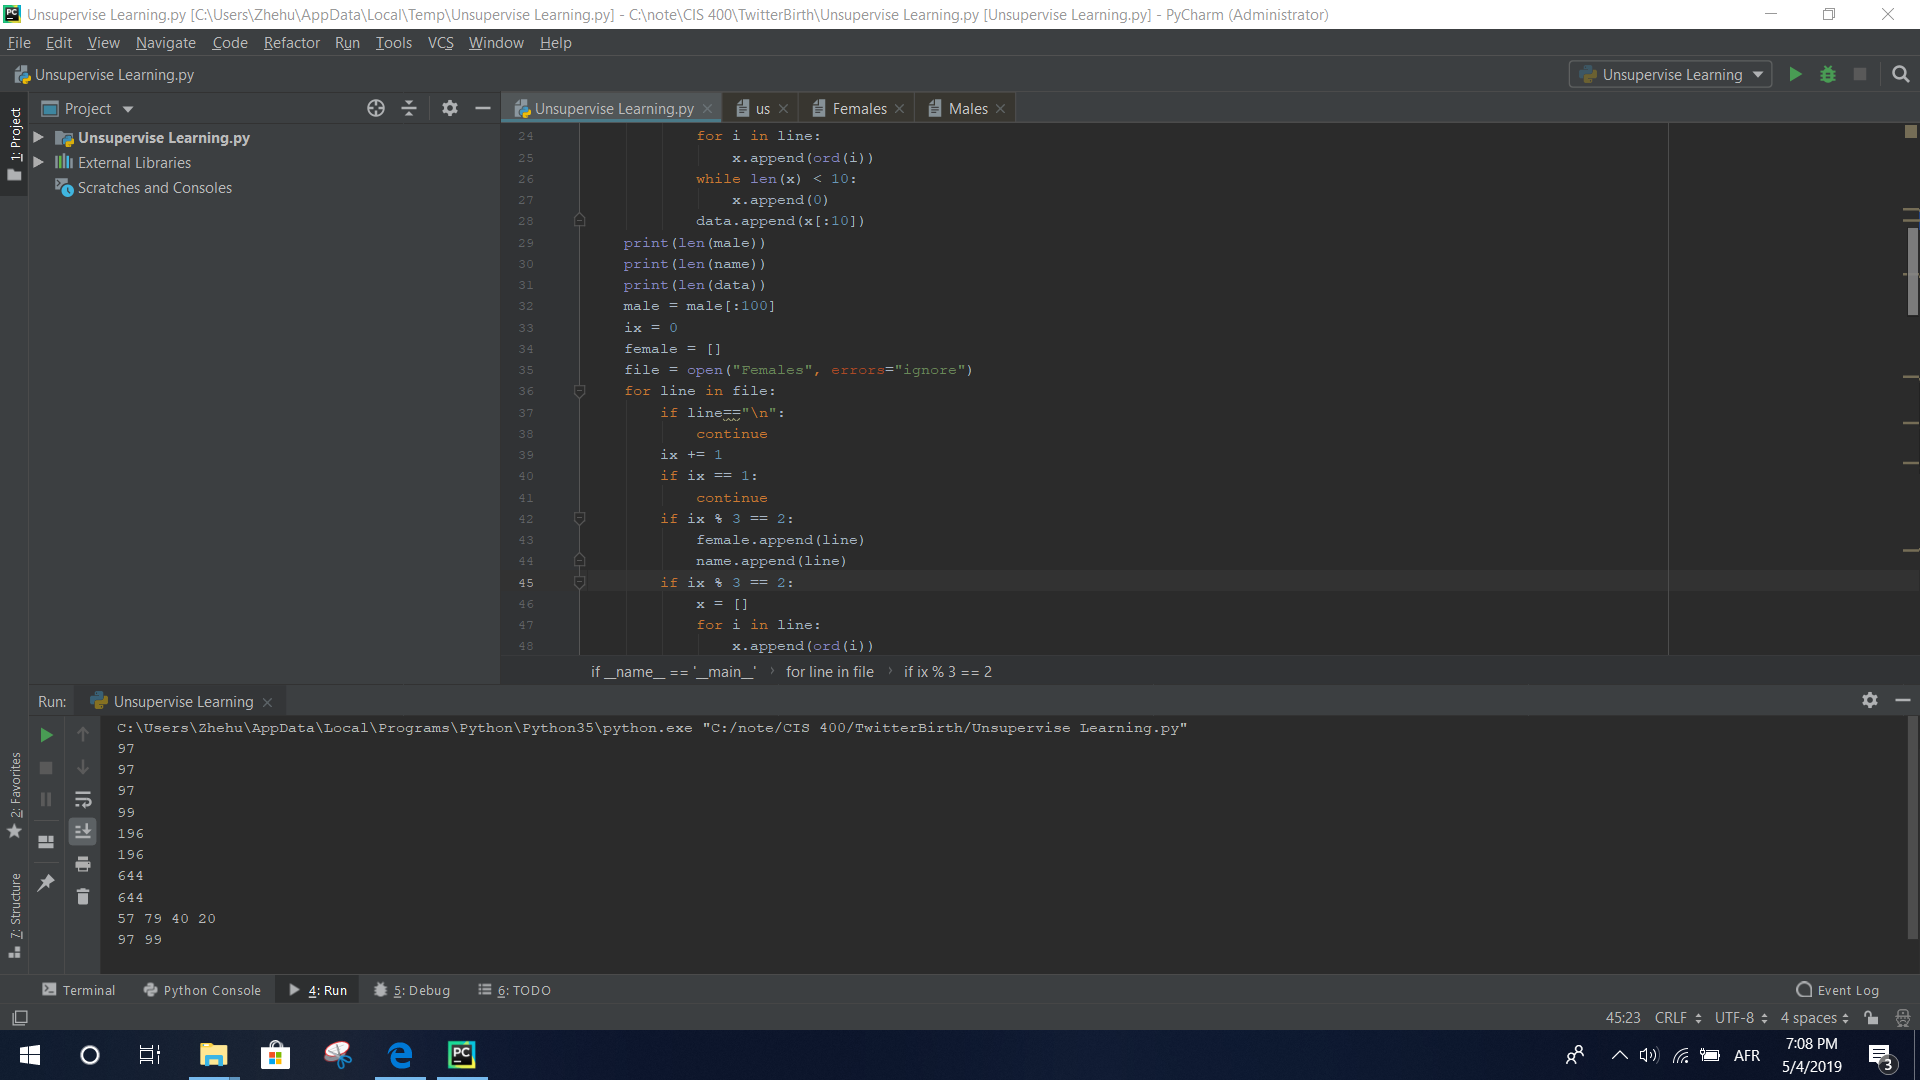 Unsupervise Learning.py [C:\Users\Zhehu\AppData\Local\Temp\Unsupervise Learning.py] - C:\note\CIS 400\TwitterBirth\Unsupervise Learning.py [Unsupervise Learning.py] - PyCharm (Administrator)
File Edit View Navigate Code Refactor Run Tools VCS Window Help
Unsupervise Learning.py
Unsupervise Learning
1: Project
Project
Unsupervise Learning.py
External Libraries
Scratches and Consoles
Unsupervise Learning.py us Females Males
24 for i in line:
25 x.append(ord(i))
26 while len(x) < 10:
27 x.append(0)
28 data.append(x[:10])
29 print(len(male))
30 print(len(name))
31 print(len(data))
32 male = male[:100]
33 ix = 0
34 female = []
35 file = open("Females", errors="ignore")
36 for line in file:
37 if line=="\n":
38 continue
39 ix += 1
40 if ix == 1:
41 continue
42 if ix % 3 == 2:
43 female.append(line)
44 name.append(line)
45 if ix % 3 == 2:
46 x = []
47 for i in line:
48 x.append(ord(i))
if __name__ == '__main__' for line in file if ix % 3 == 2
Run: Unsupervise Learning
C:\Users\Zhehu\AppData\Local\Programs\Python\Python35\python.exe "C:/note/CIS 400/TwitterBirth/Unsupervise Learning.py"
97
97
97
99
196
196
644
644
57 79 40 20
97 99
2: Favorites
7: Structure
Terminal Python Console 4: Run 5: Debug 6: TODO Event Log
45:23 CRLF UTF-8 4 spaces
PC
AFR
7:08 PM
5/4/2019
3